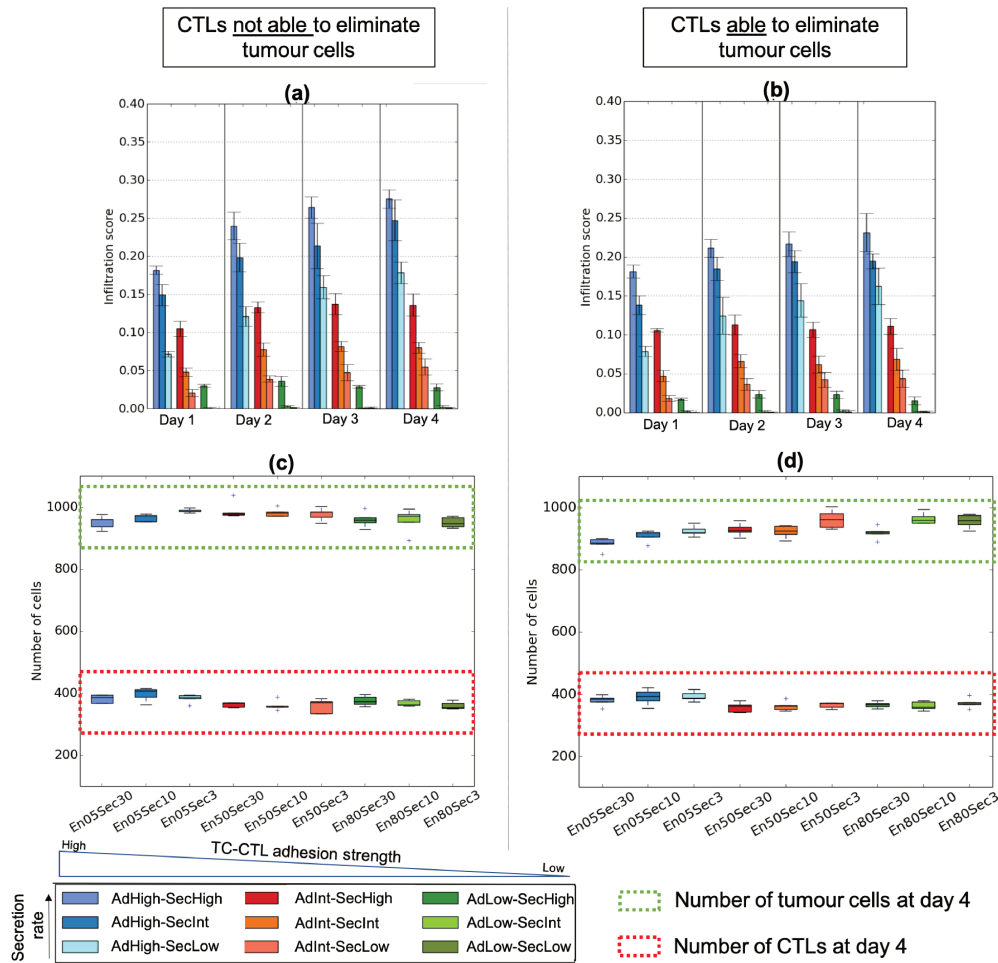 CTLs not able to eliminate
tumour cells
CTLs able to eliminate
tumour cells
(a)
0.40
0.35
0.30
0.25
0.20
0.15
0.10
0.05
0.00
Infiltration score
Day 1
Day 2
Day 3
Day 4
(b)
0.40
0.35
0.30
0.25
0.20
0.15
0.10
0.05
0.00
Infiltration score
Day 1
Day 2
Day 3
Day 4
(c)
1000
800
600
400
200
Number of cells
En05Sec30
En05Sec10
En05Sec3
En50Sec30
En50Sec10
En50Sec3
En80Sec30
En80Sec10
En80Sec3
(d)
1000
800
600
400
200
Number of cells
En05Sec30
En05Sec10
En05Sec3
En50Sec30
En50Sec10
En50Sec3
En80Sec30
En80Sec10
En80Sec3
High
TC-CTL adhesion strength
Low
Secretion
rate
AdHigh-SecHigh
AdInt-SecHigh
AdLow-SecHigh
AdHigh-SecInt
AdInt-SecInt
AdLow-SecInt
AdHigh-SecLow
AdInt-SecLow
AdLow-SecLow
Number of tumour cells at day 4
Number of CTLs at day 4